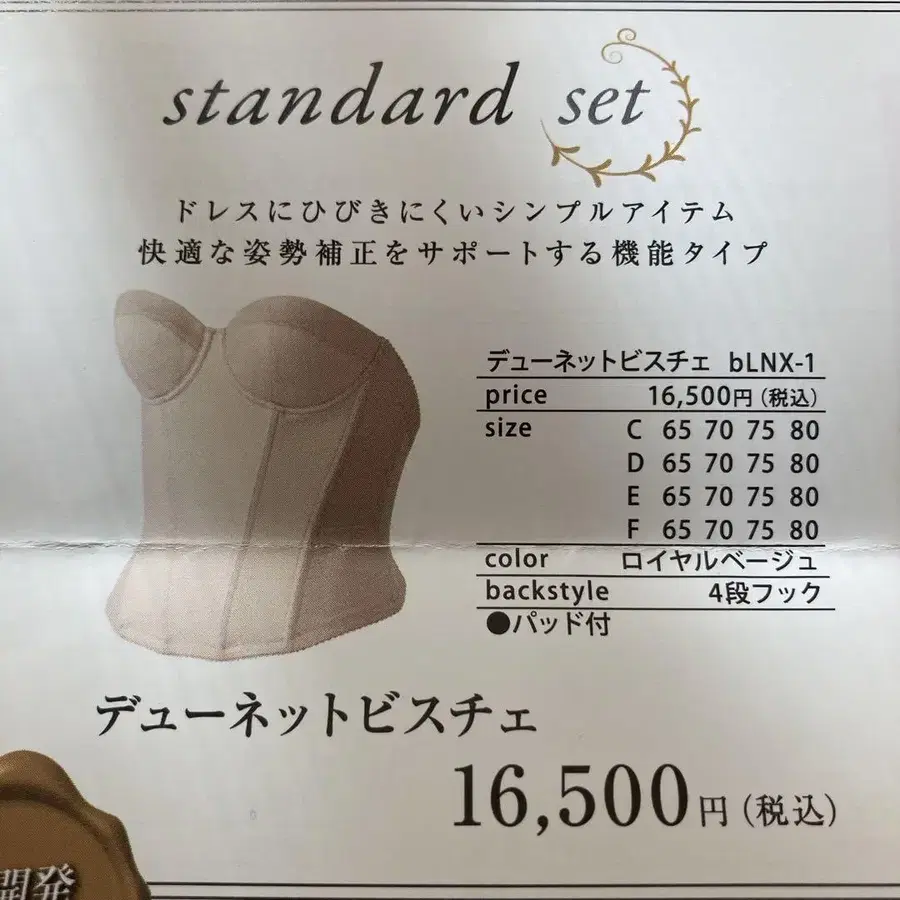 standard set
ドレスにひびきにくいシンプルアイテム
快適な姿勢補正をサポートする機能タイプ
デューネットビスチェ bLNX-1
price 16,500円(税込)
size C 65 70 75 80
D 65 70 75 80
E 65 70 75 80
F 65 70 75 80
color ロイヤルベージュ
backstyle 4段フック
●パッド付
デューネットビスチェ
16,500円(税込)
開発